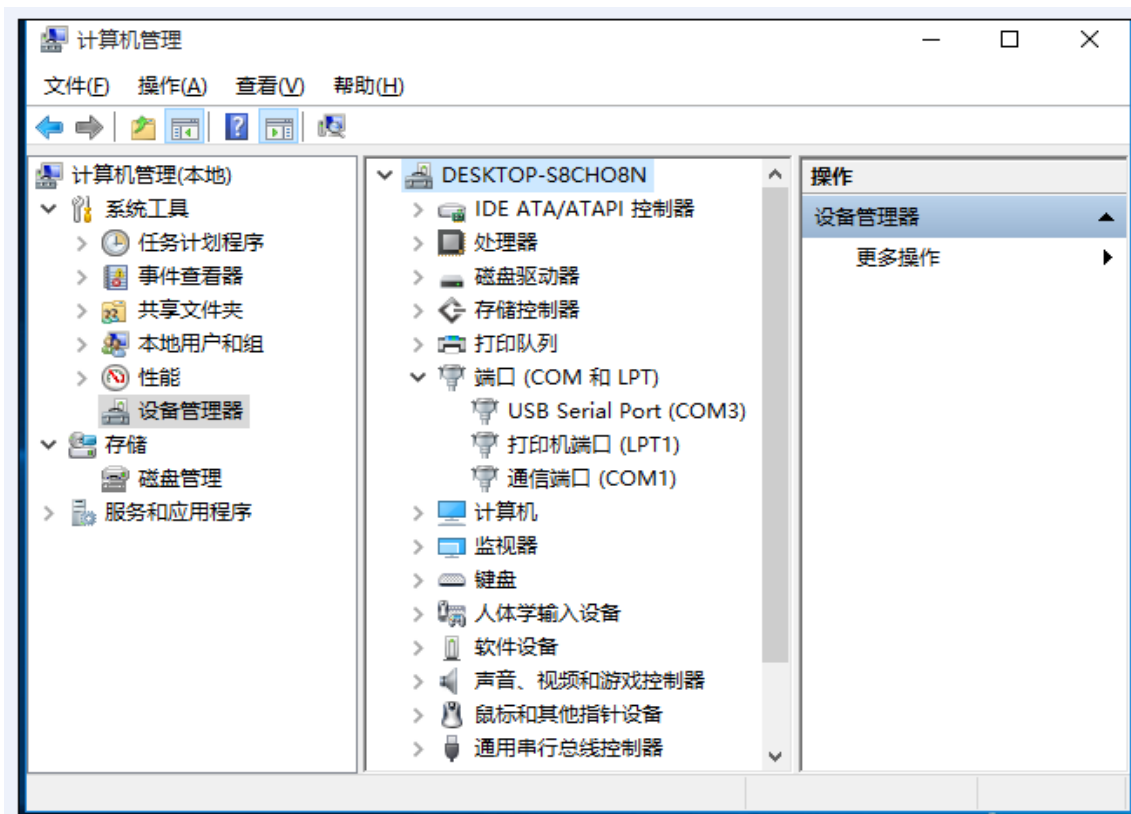 计算机管理
文件(F) 操作(A) 查看(V) 帮助(H)
计算机管理(本地)
系统工具
任务计划程序
事件查看器
共享文件夹
本地用户和组
性能
设备管理器
存储
磁盘管理
服务和应用程序
DESKTOP-S8CHO8N
IDE ATA/ATAPI 控制器
处理器
磁盘驱动器
存储控制器
打印队列
端口 (COM 和 LPT)
USB Serial Port (COM3)
打印机端口 (LPT1)
通信端口 (COM1)
计算机
监视器
键盘
人体学输入设备
软件设备
声音、视频和游戏控制器
鼠标和其他指针设备
通用串行总线控制器
操作
设备管理器
更多操作